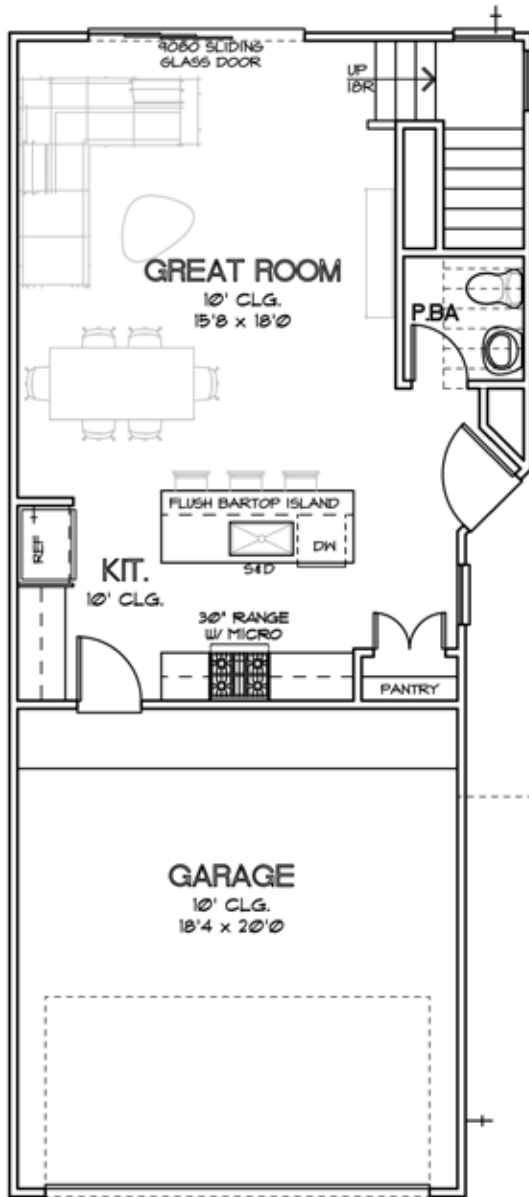 9080 SLIDING
GLASS DOOR
UP
18R
GREAT ROOM
10' CLG.
15'8 x 18'0
P.BA
FLUSH BARTOP ISLAND
REF
DW
S&D
KIT.
10' CLG.
30" RANGE
W/ MICRO
PANTRY
GARAGE
10' CLG.
18'4 x 20'0